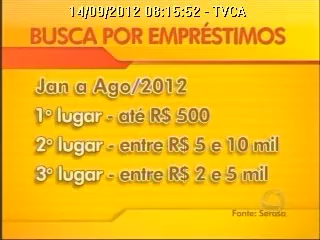 14/09/2012 08:15:52 - TVCA
BUSCA POR EMPRÉSTIMOS
Jan a Ago/2012
1º lugar - até R$ 500
2º lugar - entre R$ 5 e 10 mil
3º lugar - entre R$ 2 e 5 mil
Fonte: Serasa